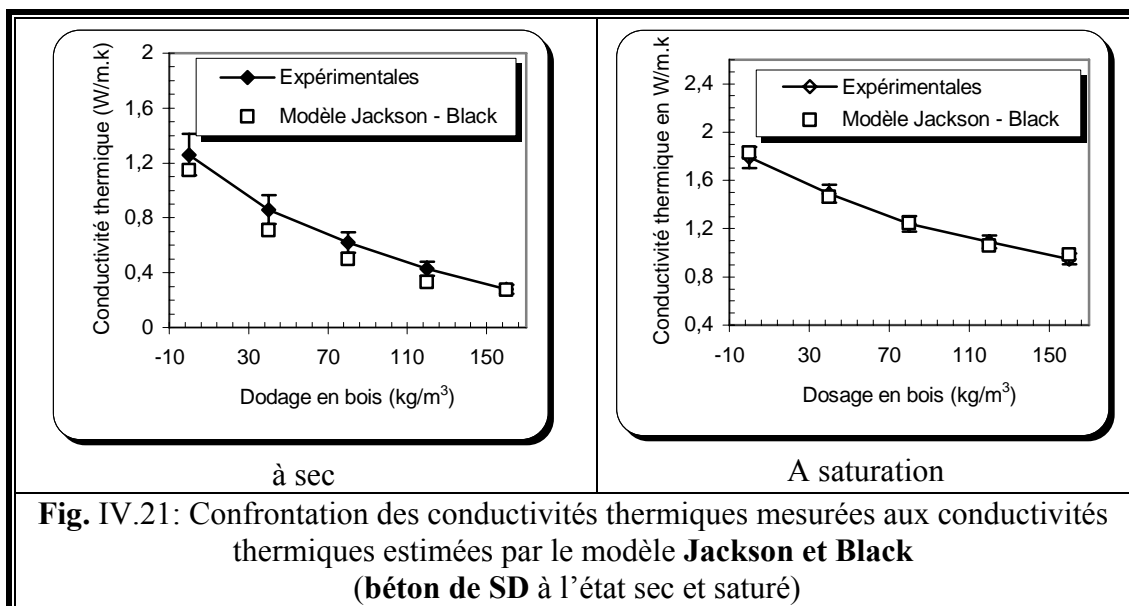 2
1,6
1,2
0,8
0,4
0
-10 30 70 110 150
Conductivité thermique (W/m.k)
Dodage en bois (kg/m³)
Expérimentales
Modèle Jackson - Black
à sec
2,4
2
1,6
1,2
0,8
0,4
-10 30 70 110 150
Conductivité thermique en W/m.k
Dosage en bois (kg/m³)
Expérimentales
Modèle Jackson - Black
A saturation
Fig. IV.21: Confrontation des conductivités thermiques mesurées aux conductivités
thermiques estimées par le modèle Jackson et Black
(béton de SD à l’état sec et saturé)